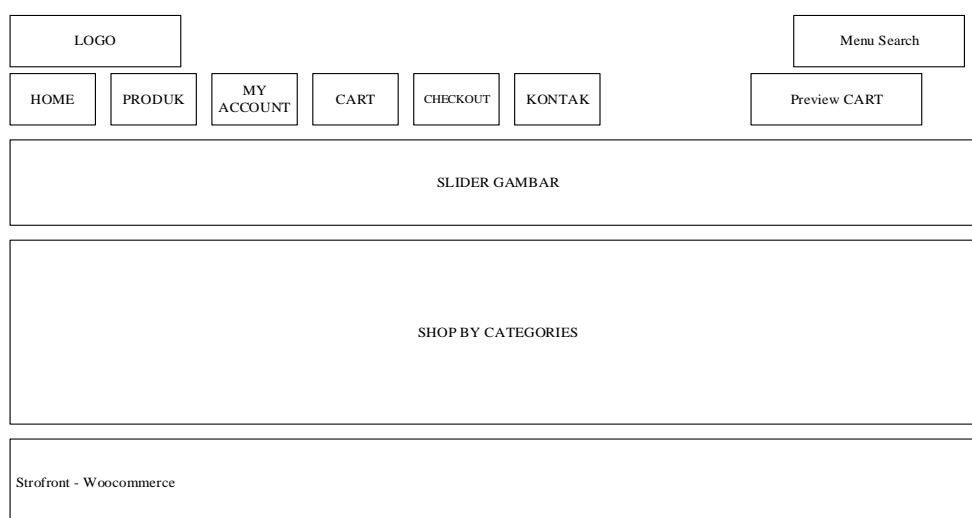 LOGO
Menu Search
HOME
PRODUK
MY
ACCOUNT
CART
CHECKOUT
KONTAK
Preview CART
SLIDER GAMBAR
SHOP BY CATEGORIES
Strofront - Woocommerce